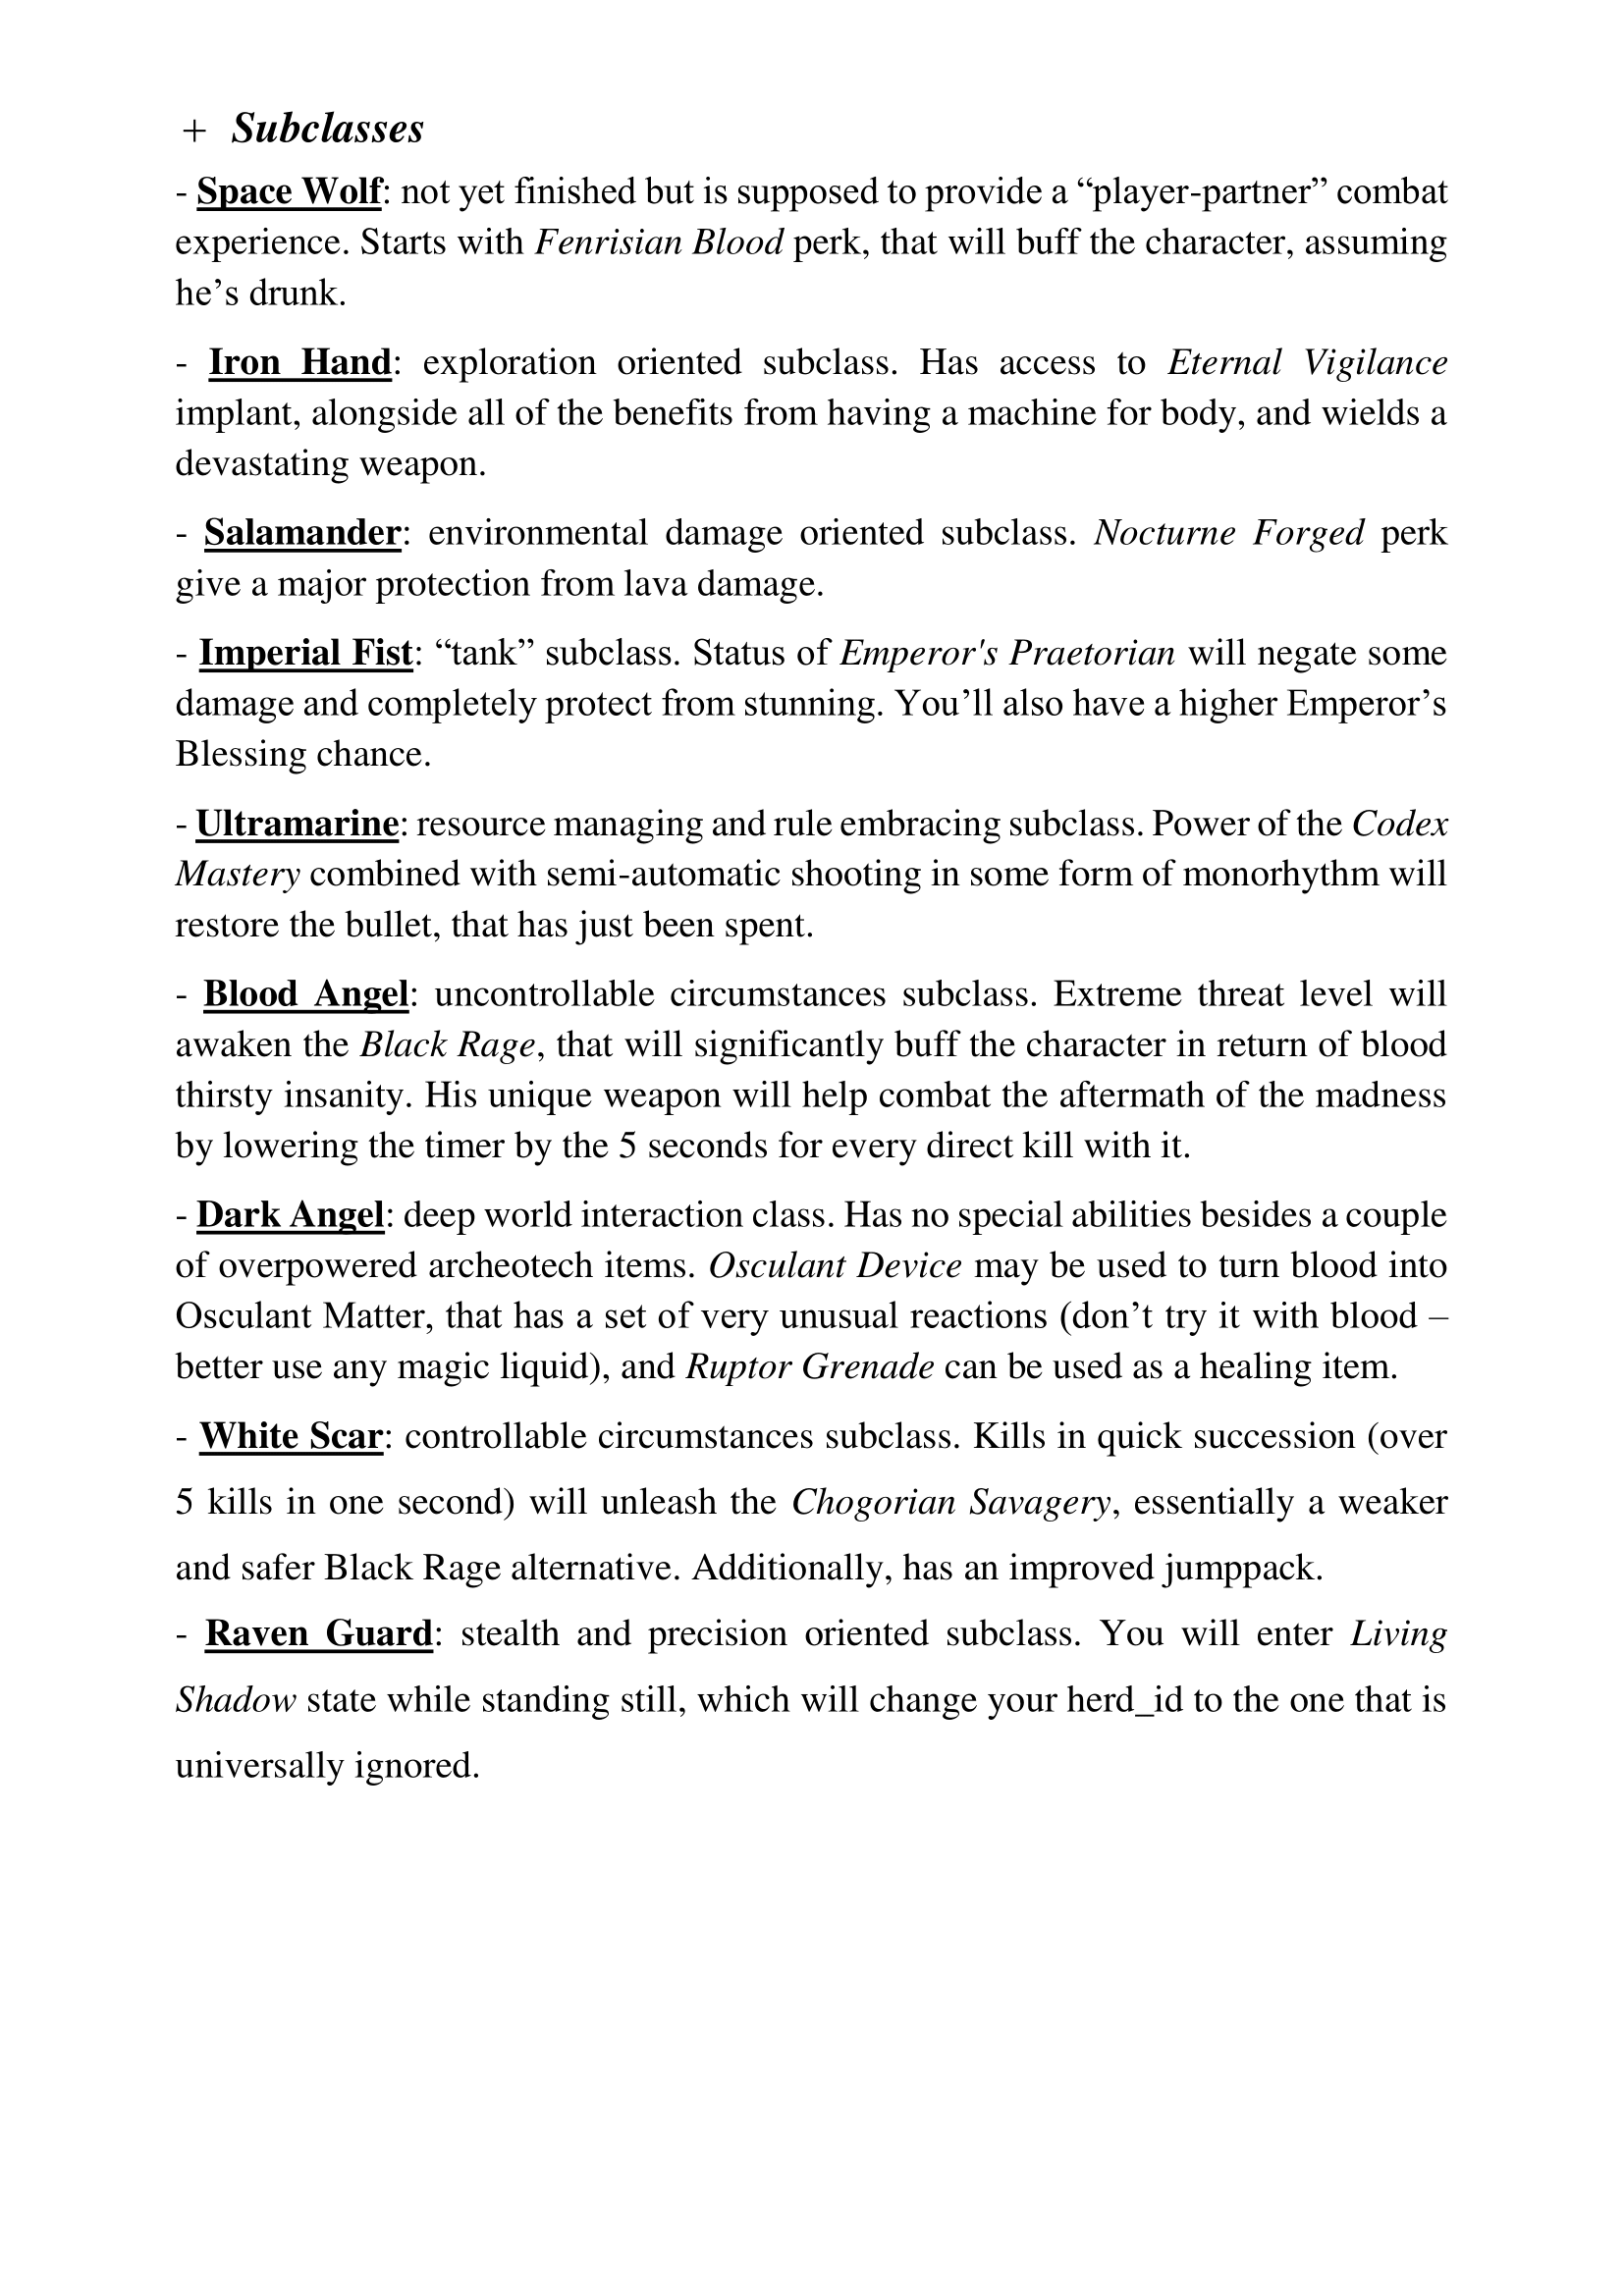 + Subclasses
- Space Wolf: not yet finished but is supposed to provide a “player-partner” combat
experience. Starts with Fenrisian Blood perk, that will buff the character, assuming
he’s drunk.
- Iron Hand: exploration oriented subclass. Has access to Eternal Vigilance
implant, alongside all of the benefits from having a machine for body, and wields a
devastating weapon.
- Salamander: environmental damage oriented subclass. Nocturne Forged perk
give a major protection from lava damage.
- Imperial Fist: “tank” subclass. Status of Emperor's Praetorian will negate some
damage and completely protect from stunning. You’ll also have a higher Emperor’s
Blessing chance.
- Ultramarine: resource managing and rule embracing subclass. Power of the Codex
Mastery combined with semi-automatic shooting in some form of monorhythm will
restore the bullet, that has just been spent.
- Blood Angel: uncontrollable circumstances subclass. Extreme threat level will
awaken the Black Rage, that will significantly buff the character in return of blood
thirsty insanity. His unique weapon will help combat the aftermath of the madness
by lowering the timer by the 5 seconds for every direct kill with it.
- Dark Angel: deep world interaction class. Has no special abilities besides a couple
of overpowered archeotech items. Osculant Device may be used to turn blood into
Osculant Matter, that has a set of very unusual reactions (don’t try it with blood –
better use any magic liquid), and Ruptor Grenade can be used as a healing item.
- White Scar: controllable circumstances subclass. Kills in quick succession (over
5 kills in one second) will unleash the Chogorian Savagery, essentially a weaker
and safer Black Rage alternative. Additionally, has an improved jumppack.
- Raven Guard: stealth and precision oriented subclass. You will enter Living
Shadow state while standing still, which will change your herd_id to the one that is
universally ignored.